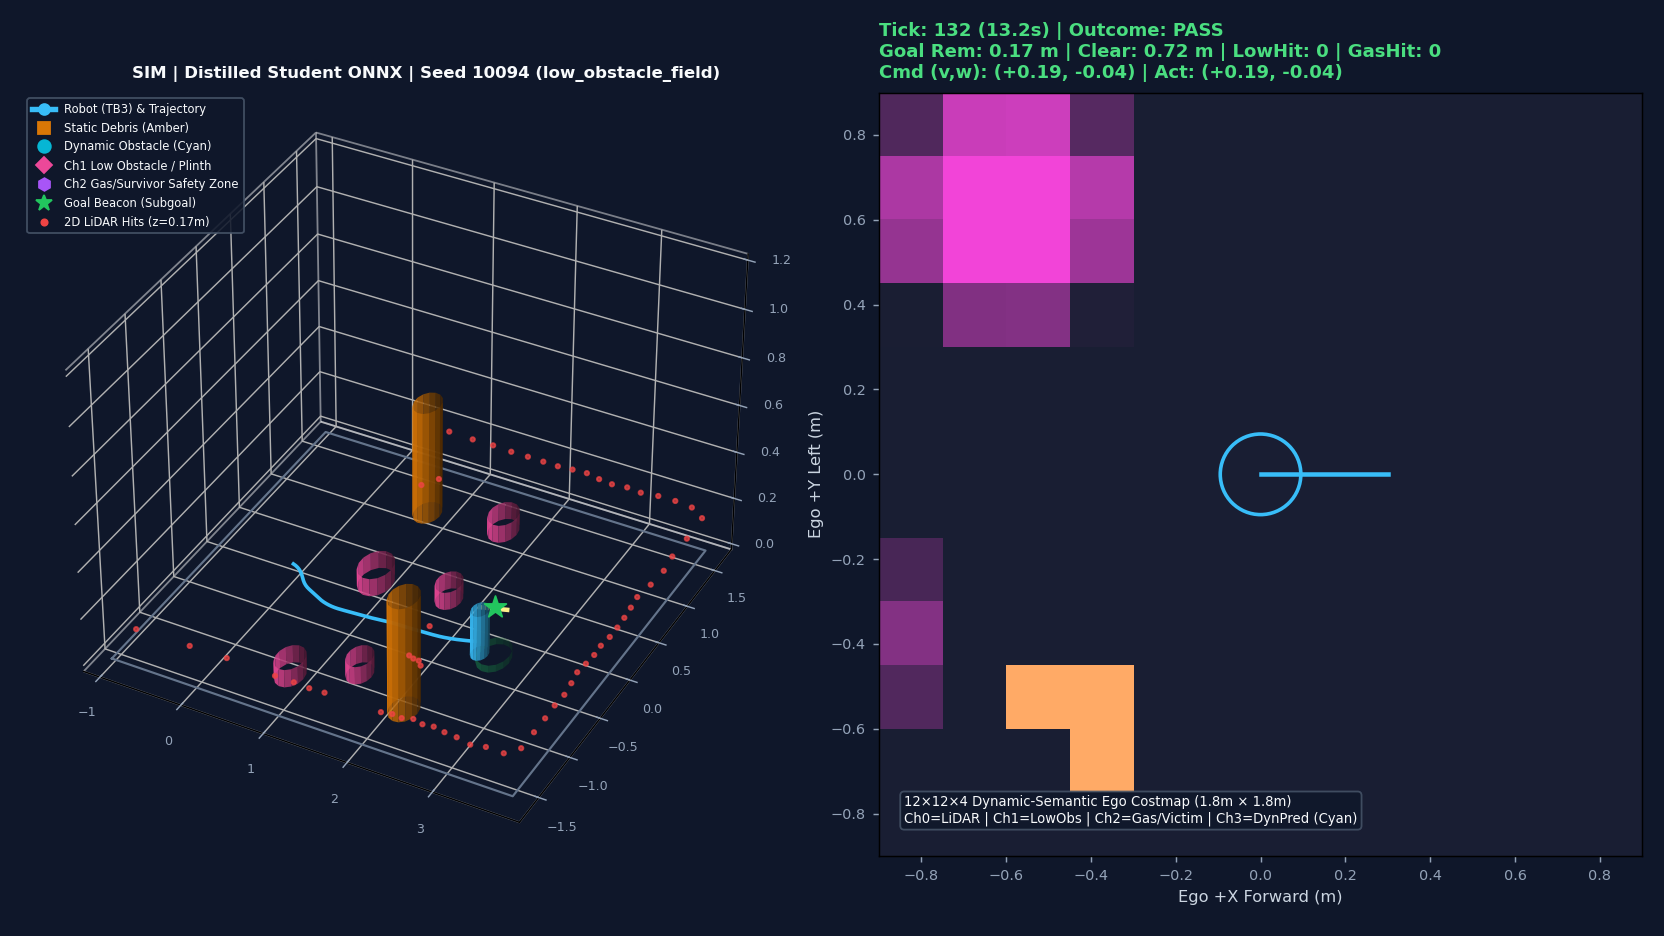 SIM | Distilled Student ONNX | Seed 10094 (low_obstacle_field)
Robot (TB3) & Trajectory
Static Debris (Amber)
Dynamic Obstacle (Cyan)
Ch1 Low Obstacle / Plinth
Ch2 Gas/Survivor Safety Zone
Goal Beacon (Subgoal)
2D LiDAR Hits (z=0.17m)
1.2
1.0
0.8
0.6
0.4
0.2
0.0
1.5
1.0
0.5
0.0
−0.5
−1.0
−1.5
−1
0
1
2
3
Tick: 132 (13.2s) | Outcome: PASS
Goal Rem: 0.17 m | Clear: 0.72 m | LowHit: 0 | GasHit: 0
Cmd (v,w): (+0.19, -0.04) | Act: (+0.19, -0.04)
Ego +Y Left (m)
0.8
0.6
0.4
0.2
0.0
−0.2
−0.4
−0.6
−0.8
12×12×4 Dynamic-Semantic Ego Costmap (1.8m × 1.8m)
Ch0=LiDAR | Ch1=LowObs | Ch2=Gas/Victim | Ch3=DynPred (Cyan)
−0.8
−0.6
−0.4
−0.2
0.0
0.2
0.4
0.6
0.8
Ego +X Forward (m)